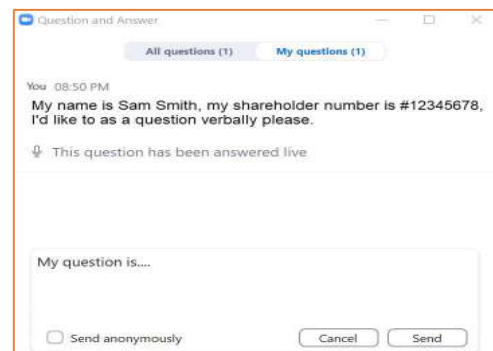 Question and Answer
All questions (1) My questions (1)
You 08:50 PM
My name is Sam Smith, my shareholder number is #12345678,
I'd like to as a question verbally please.
This question has been answered live
My question is....
Send anonymously Cancel Send